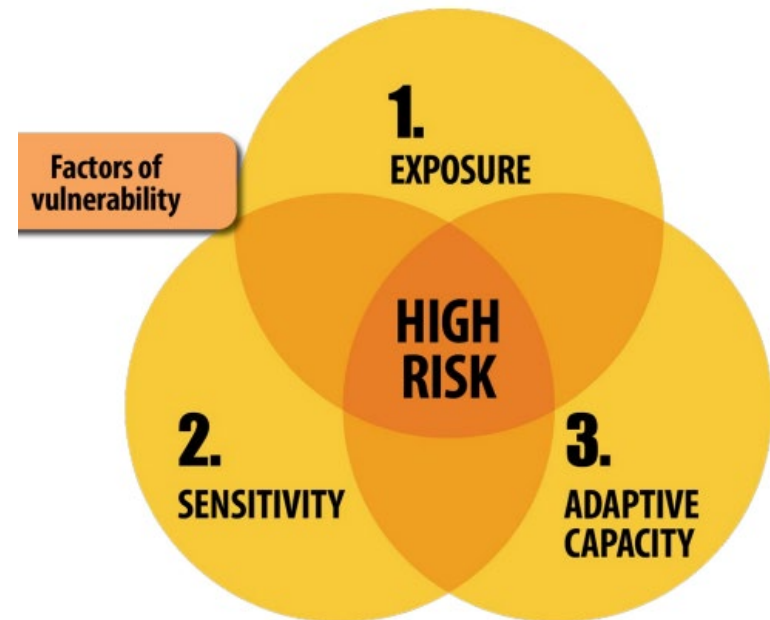 Factors of
vulnerability
1.
EXPOSURE
HIGH
RISK
2.
SENSITIVITY
3.
ADAPTIVE
CAPACITY